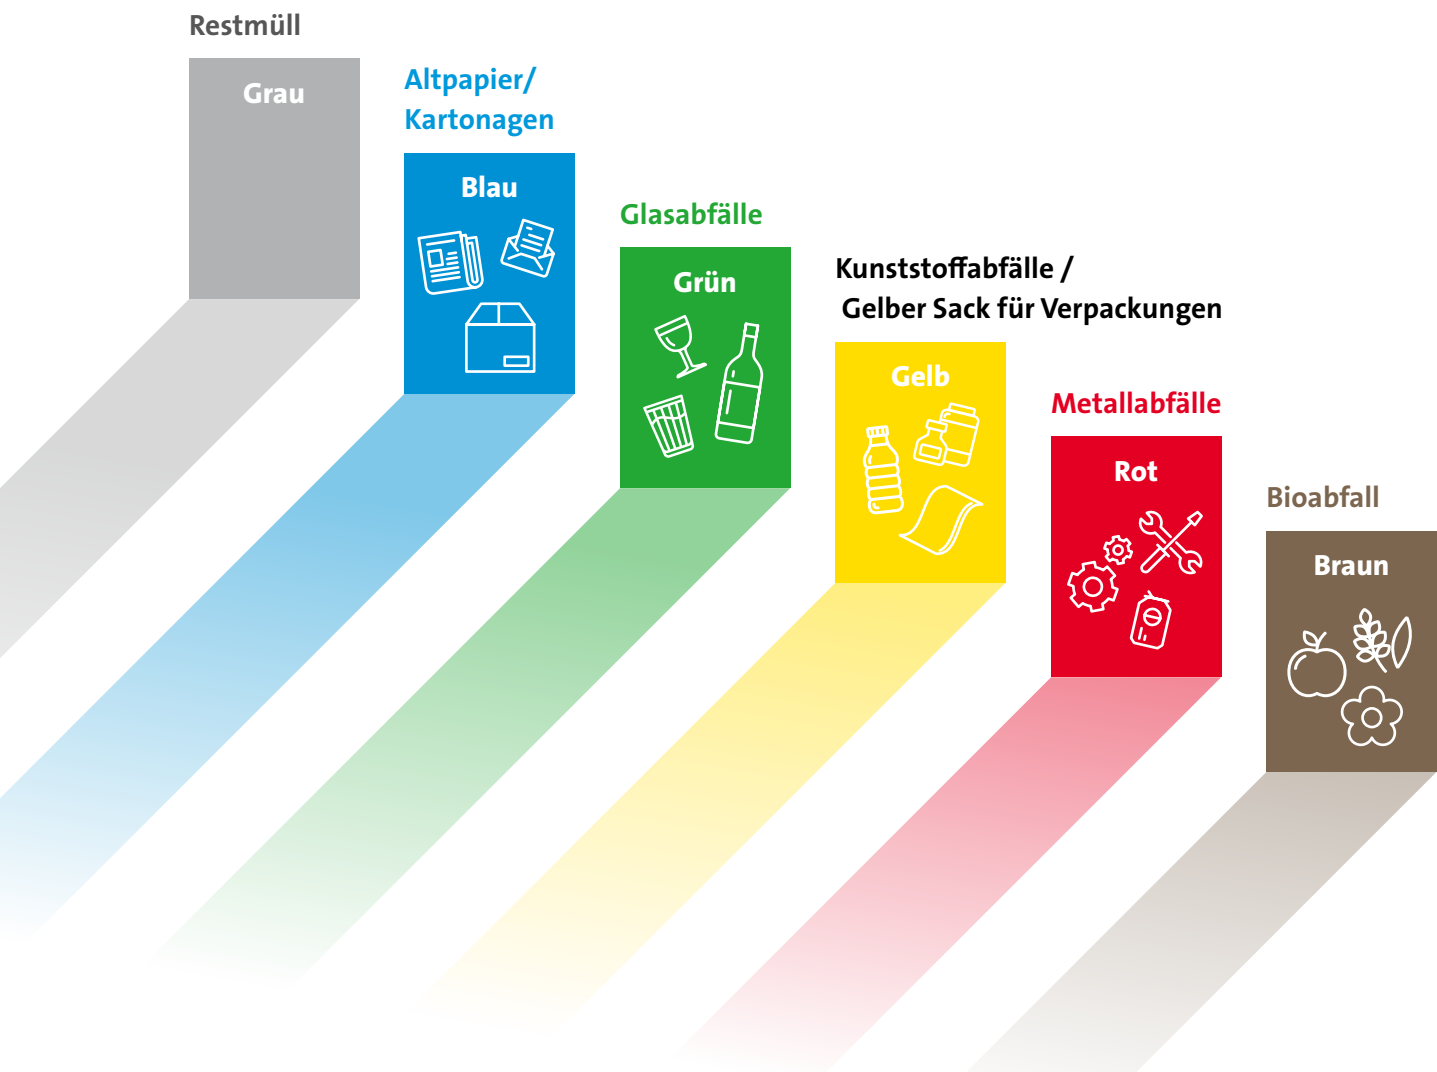 Restmüll
Grau
Altpapier/
Kartonagen
Blau
Glasabfälle
Grün
Kunststoffabfälle /
Gelber Sack für Verpackungen
Gelb
Metallabfälle
Rot
Bioabfall
Braun